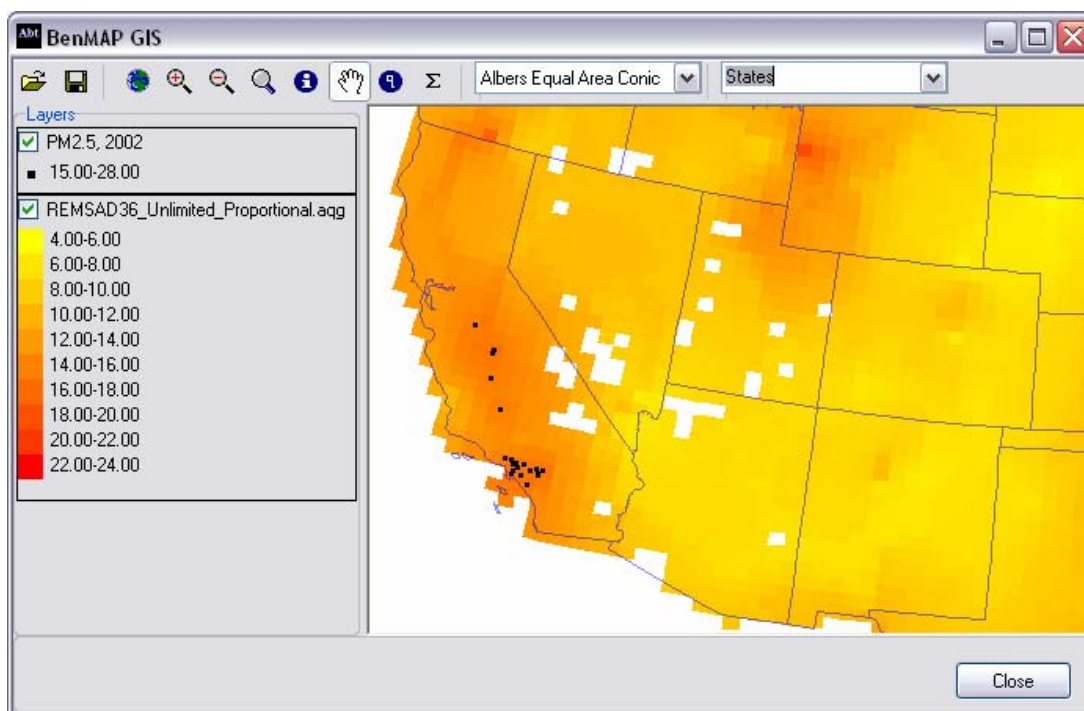 Abt BenMAP GIS
Σ Albers Equal Area Conic States
Layers
PM2.5, 2002
15.00-28.00
REMSAD36_Unlimited_Proportional.aqg
4.00-6.00
6.00-8.00
8.00-10.00
10.00-12.00
12.00-14.00
14.00-16.00
16.00-18.00
18.00-20.00
20.00-22.00
22.00-24.00
Close